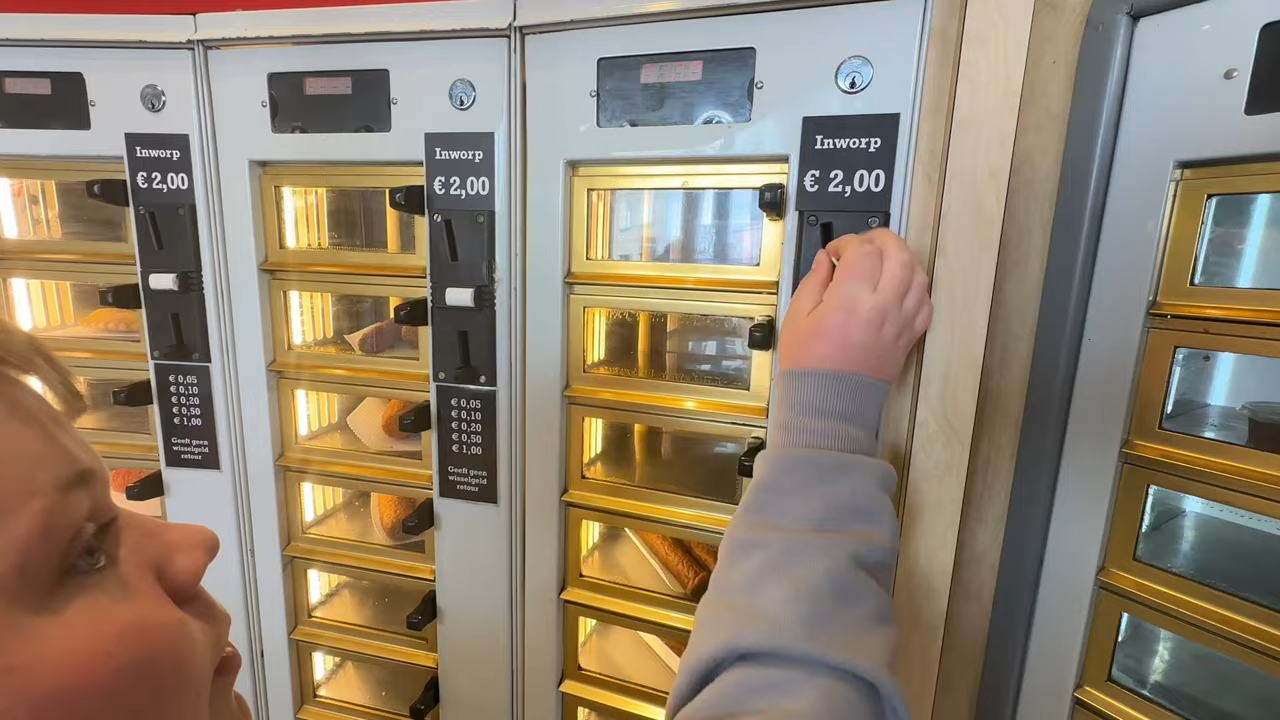 Inworp
€ 2,00
€ 0,05
€ 0,10
€ 0,20
€ 0,50
€ 1,00
Geeft geen
wisselgeld
retour
Inworp
€ 2,00
€ 0,05
€ 0,10
€ 0,20
€ 0,50
€ 1,00
Geeft geen
wisselgeld
retour
Inworp
€ 2,00